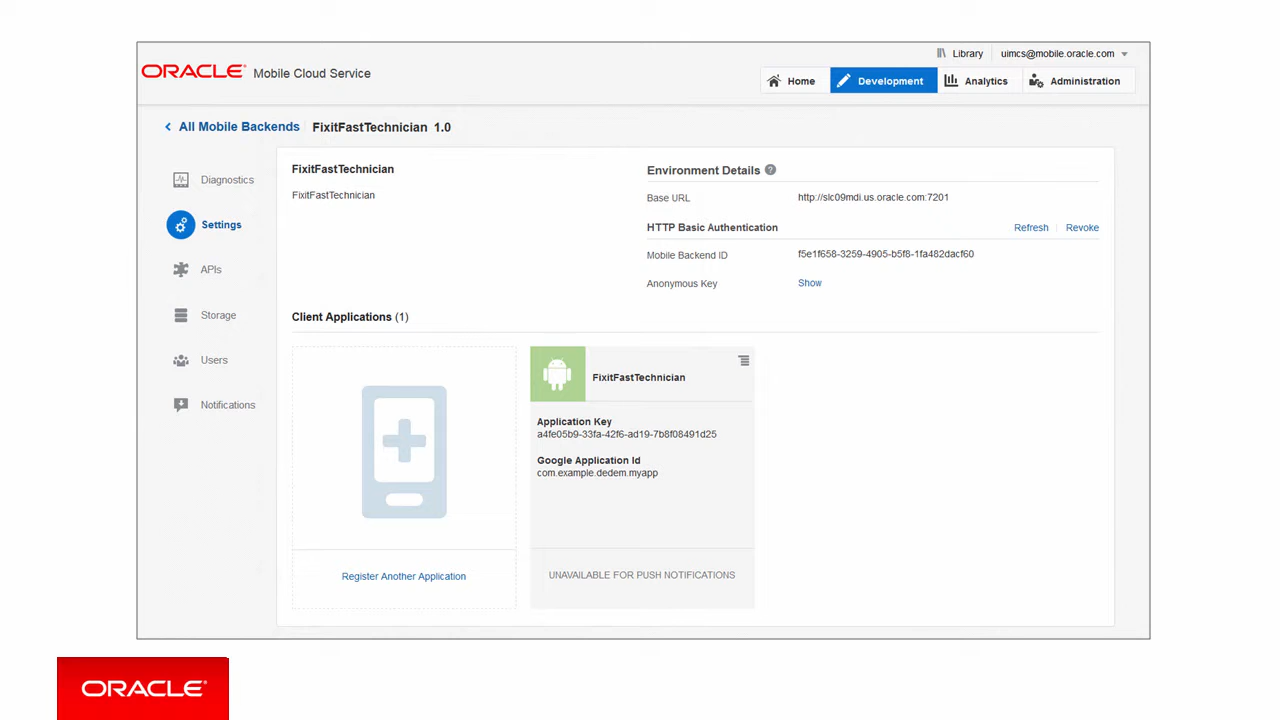 Library
uimcs@mobile.oracle.com
ORACLE® Mobile Cloud Service
Home
Development
Analytics
Administration
All Mobile Backends
FixitFastTechnician 1.0
Diagnostics
Settings
APIs
Storage
Users
Notifications
FixitFastTechnician
FixitFastTechnician
Environment Details ?
Base URL http://slc09mdi.us.oracle.com:7201
HTTP Basic Authentication Refresh Revoke
Mobile Backend ID f5e1f658-3259-4905-b5f8-1fa482dacf60
Anonymous Key Show
Client Applications (1)
Register Another Application
FixitFastTechnician
Application Key
a4fe05b9-33fa-42f6-ad19-7b8f08491d25
Google Application Id
com.example.dedem.myapp
UNAVAILABLE FOR PUSH NOTIFICATIONS
ORACLE®